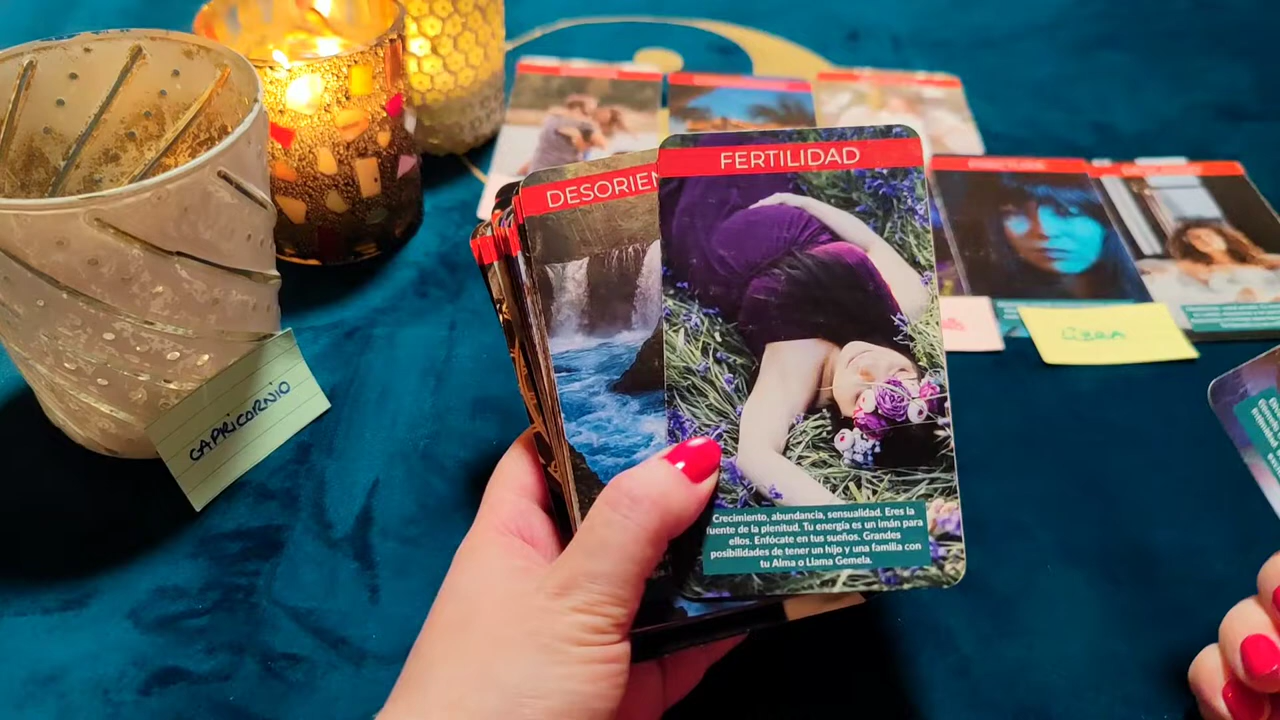 FERTILIDAD
DESORIEN
CAPRICORNIO
LIBRA
Crecimiento, abundancia, sensualidad. Eres la
fuente de la plenitud. Tu energía es un imán para
ellos. Enfócate en tus sueños. Grandes
posibilidades de tener un hijo y una familia con
tu Alma o Llama Gemela.